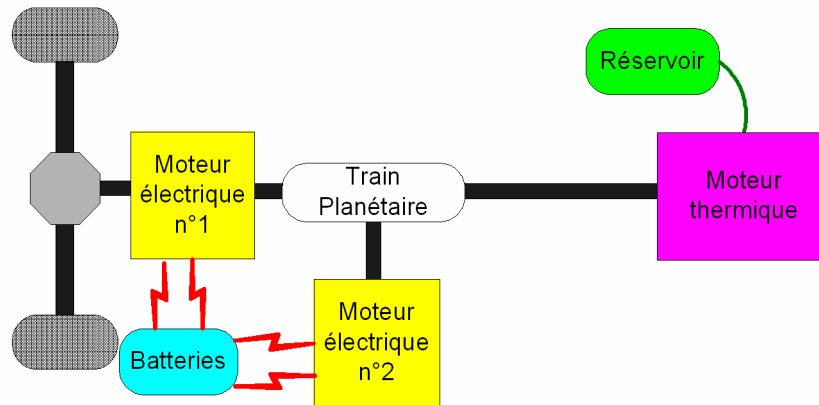 Réservoir
Moteur
électrique
n°1
Train
Planétaire
Moteur
thermique
Batteries
Moteur
électrique
n°2